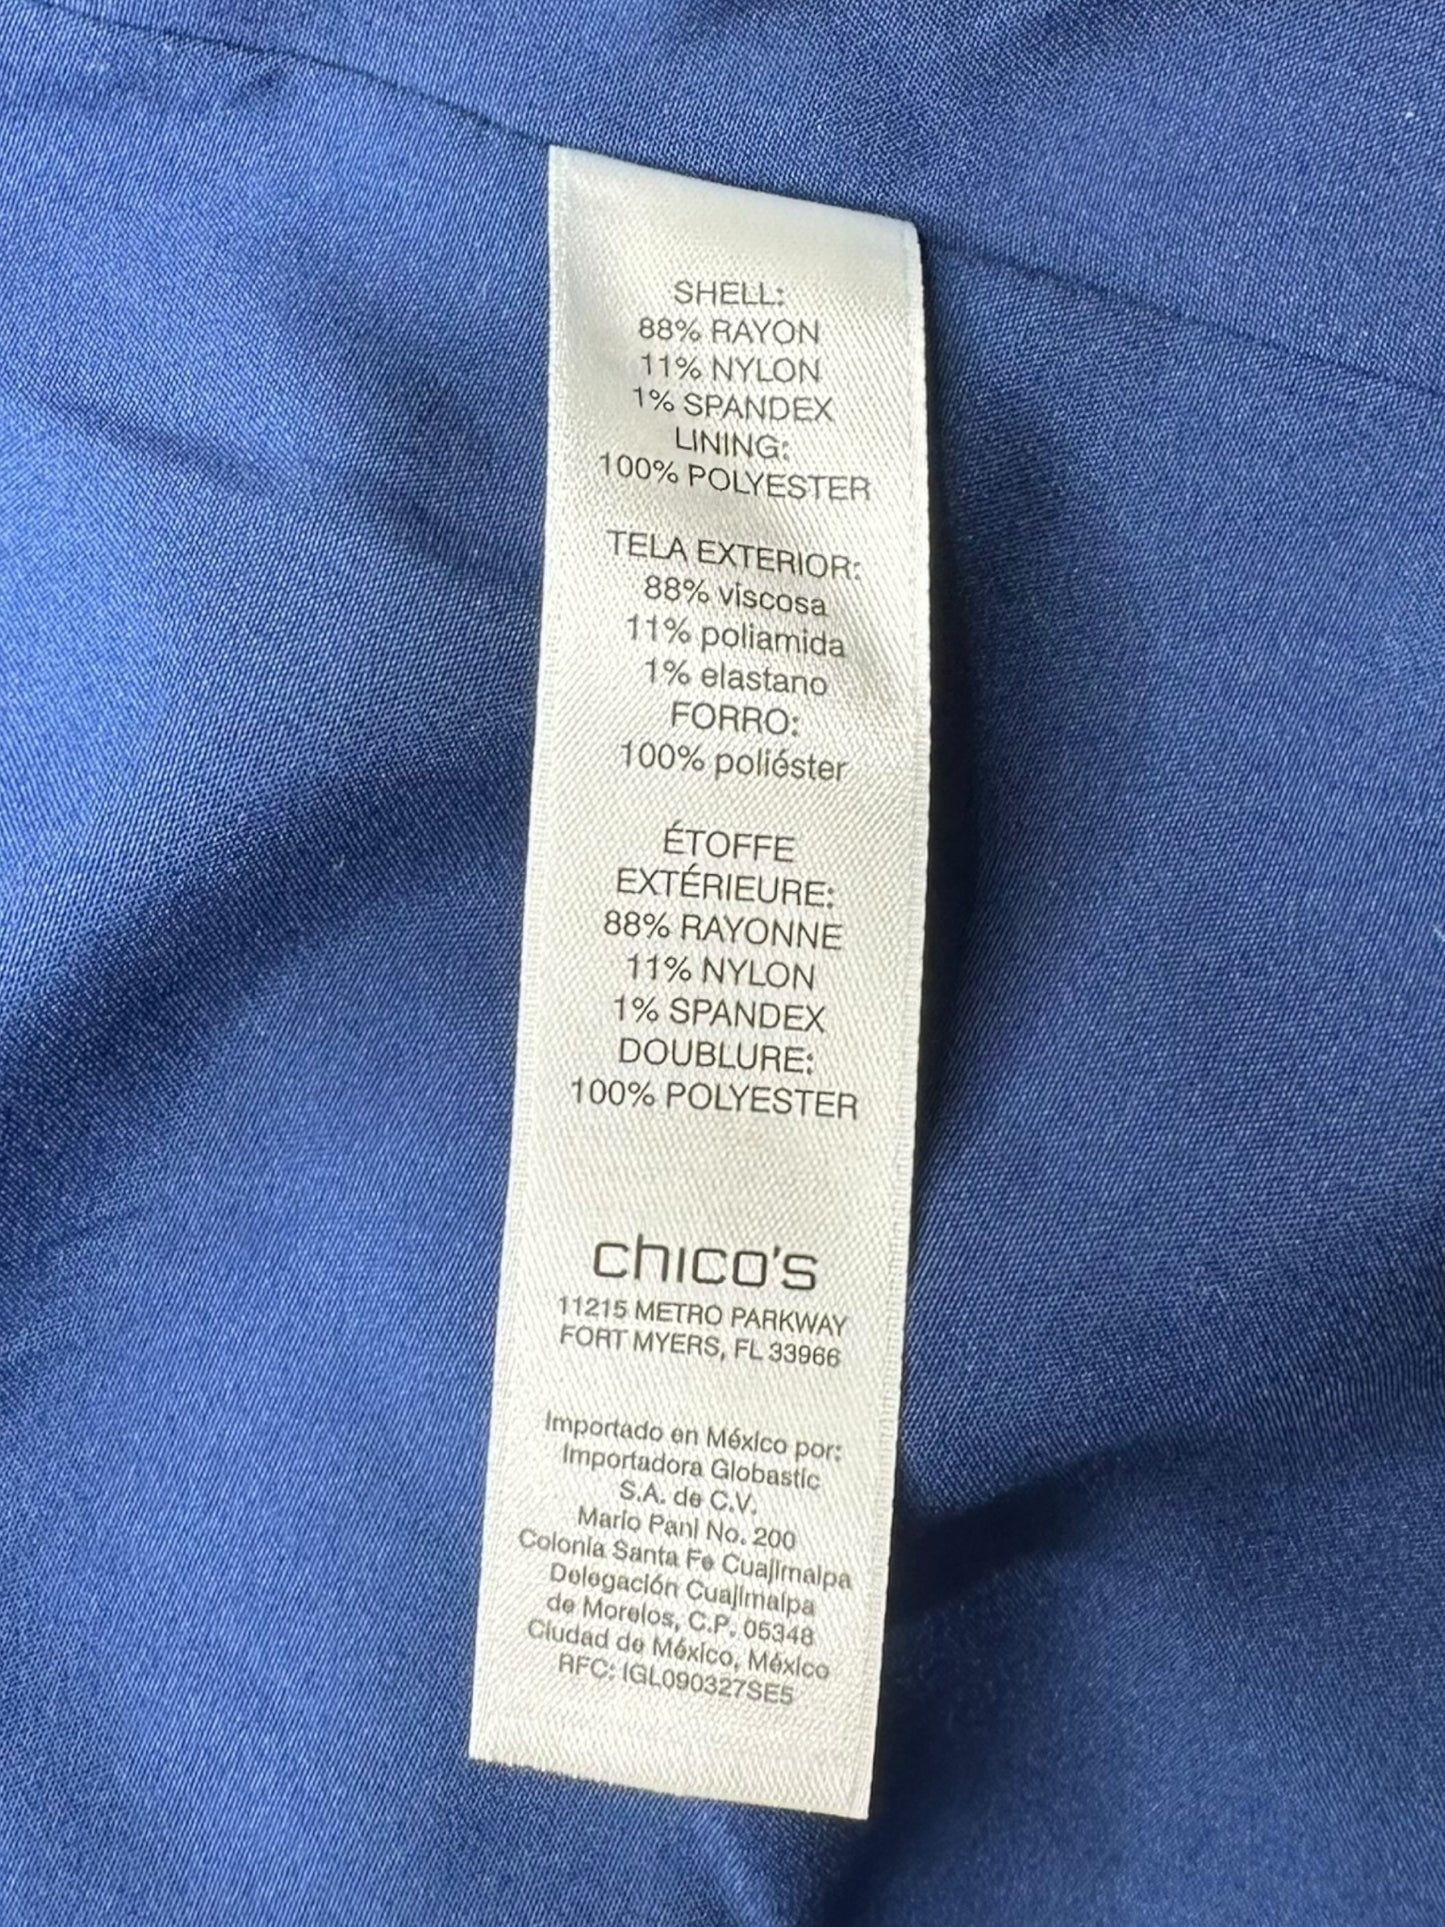 SHELL:
88% RAYON
11% NYLON
1% SPANDEX
LINING:
100% POLYESTER
TELA EXTERIOR:
88% viscosa
11% poliamida
1% elastano
FORRO:
100% poliéster
ÉTOFFE
EXTÉRIEURE:
88% RAYONNE
11% NYLON
1% SPANDEX
DOUBLURE:
100% POLYESTER
chico's
11215 METRO PARKWAY
FORT MYERS, FL 33966
Importado en México por:
Importadora Globastic
S.A. de C.V.
Mario Pani No. 200
Colonia Santa Fe Cuajimalpa
Delegación Cuajimalpa
de Morelos, C.P. 05348
Ciudad de México, México
RFC: IGL090327SE5